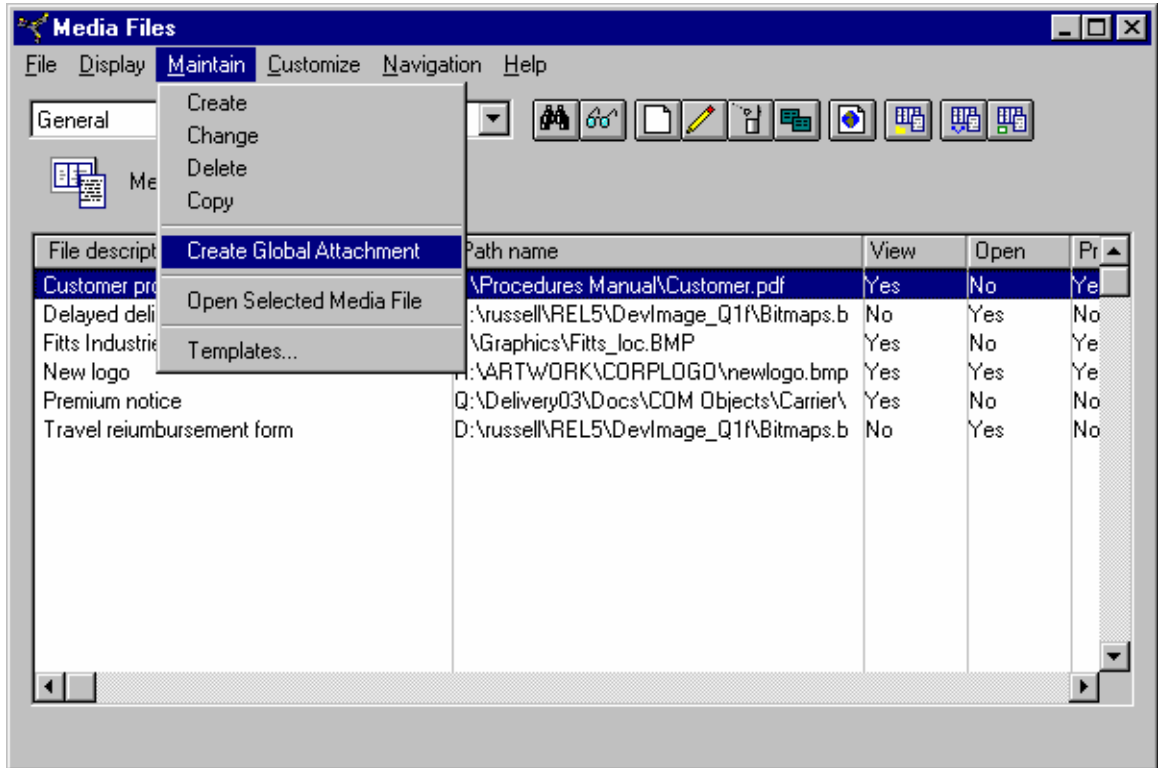 Media Files
File Display Maintain Customize Navigation Help
General
Create
Change
Delete
Copy
Create Global Attachment
Open Selected Media File
Templates...
Me
File descript Path name View Open Pr
Customer pro :\Procedures Manual\Customer.pdf Yes No Ye
Delayed deli :\russell\REL5\DevImage_Q1f\Bitmaps.b No Yes No
Fitts Industrie \Graphics\Fitts_loc.BMP Yes No Ye
New logo :\ARTWORK\CORPLOGO\newlogo.bmp Yes Yes Ye
Premium notice Q:\Delivery03\Docs\COM Objects\Carrier\ Yes No No
Travel reiumbursement form D:\russell\REL5\DevImage_Q1f\Bitmaps.b No Yes No